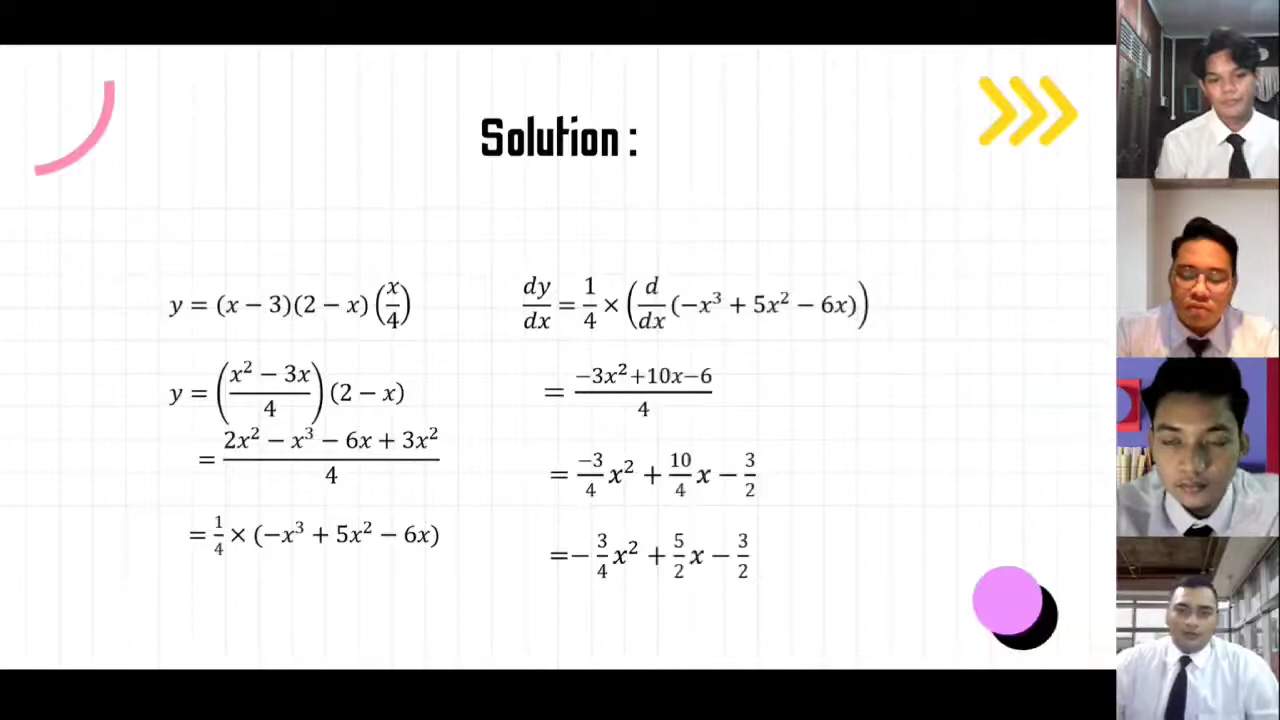 Solution :
y = (x − 3)(2 − x) (x/4)
y = ((x² − 3x)/4) (2 − x)
= (2x² − x³ − 6x + 3x²)/4
= 1/4 × (−x³ + 5x² − 6x)
dy/dx = 1/4 × (d/dx (−x³ + 5x² − 6x))
= (−3x²+10x−6)/4
= −3/4 x² + 10/4 x − 3/2
=− 3/4 x² + 5/2 x − 3/2